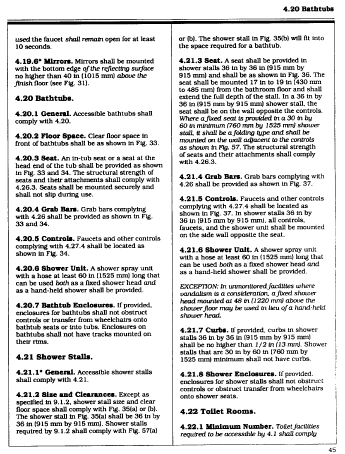 4.20 Bathtubs
used the faucet shall remain open for at least
10 seconds.
4.19.6* Mirrors. Mirrors shall be mounted
with the bottom edge of the reflecting surface
no higher than 40 in (1015 mm) above the
finish floor (see Fig. 31).
4.20 Bathtubs.
4.20.1 General. Accessible bathtubs shall
comply with 4.20.
4.20.2 Floor Space. Clear floor space in
front of bathtubs shall be as shown in Fig. 33.
4.20.3 Seat. An in-tub seat or a seat at the
head end of the tub shall be provided as shown
in Fig. 33 and 34. The structural strength of
seats and their attachments shall comply with
4.26.3. Seats shall be mounted securely and
shall not slip during use.
4.20.4 Grab Bars. Grab bars complying
with 4.26 shall be provided as shown in Fig.
33 and 34.
4.20.5 Controls. Faucets and other controls
complying with 4.27.4 shall be located as
shown in Fig. 34.
4.20.6 Shower Unit. A shower spray unit
with a hose at least 60 in (1525 mm) long that
can be used both as a fixed shower head and
as a hand-held shower shall be provided.
4.20.7 Bathtub Enclosures. If provided,
enclosures for bathtubs shall not obstruct
controls or transfer from wheelchairs onto
bathtub seats or into tubs. Enclosures on
bathtubs shall not have tracks mounted on
their rims.
4.21 Shower Stalls.
4.21.1* General. Accessible shower stalls
shall comply with 4.21.
4.21.2 Size and Clearances. Except as
specified in 9.1.2, shower stall size and clear
floor space shall comply with Fig. 35(a) or (b).
The shower stall in Fig. 35(a) shall be 36 in by
36 in (915 mm by 915 mm). Shower stalls
required by 9.1.2 shall comply with Fig. 57(a)
or (b). The shower stall in Fig. 35(b) will fit into
the space required for a bathtub.
4.21.3 Seat. A seat shall be provided in
shower stalls 36 in by 36 in (915 mm by
915 mm) and shall be as shown in Fig. 36. The
seat shall be mounted 17 in to 19 in (430 mm
to 485 mm) from the bathroom floor and shall
extend the full depth of the stall. In a 36 in by
36 in (915 mm by 915 mm) shower stall, the
seat shall be on the wall opposite the controls.
Where a fixed seat is provided in a 30 in by
60 in minimum (760 mm by 1525 mm) shower
stall, it shall be a folding type and shall be
mounted on the wall adjacent to the controls
as shown in Fig. 57. The structural strength
of seats and their attachments shall comply
with 4.26.3.
4.21.4 Grab Bars. Grab bars complying with
4.26 shall be provided as shown in Fig. 37.
4.21.5 Controls. Faucets and other controls
complying with 4.27.4 shall be located as
shown in Fig. 37. In shower stalls 36 in by
36 in (915 mm by 915 mm), all controls,
faucets, and the shower unit shall be mounted
on the side wall opposite the seat.
4.21.6 Shower Unit. A shower spray unit
with a hose at least 60 in (1525 mm) long that
can be used both as a fixed shower head and
as a hand-held shower shall be provided.
EXCEPTION: In unmonitored facilities where
vandalism is a consideration, a fixed shower
head mounted at 48 in (1220 mm) above the
shower floor may be used in lieu of a hand-held
shower head.
4.21.7 Curbs. If provided, curbs in shower
stalls 36 in by 36 in (915 mm by 915 mm)
shall be no higher than 1/2 in (13 mm). Shower
stalls that are 30 in by 60 in (760 mm by
1525 mm) minimum shall not have curbs.
4.21.8 Shower Enclosures. If provided,
enclosures for shower stalls shall not obstruct
controls or obstruct transfer from wheelchairs
onto shower seats.
4.22 Toilet Rooms.
4.22.1 Minimum Number. Toilet facilities
required to be accessible by 4.1 shall comply
45